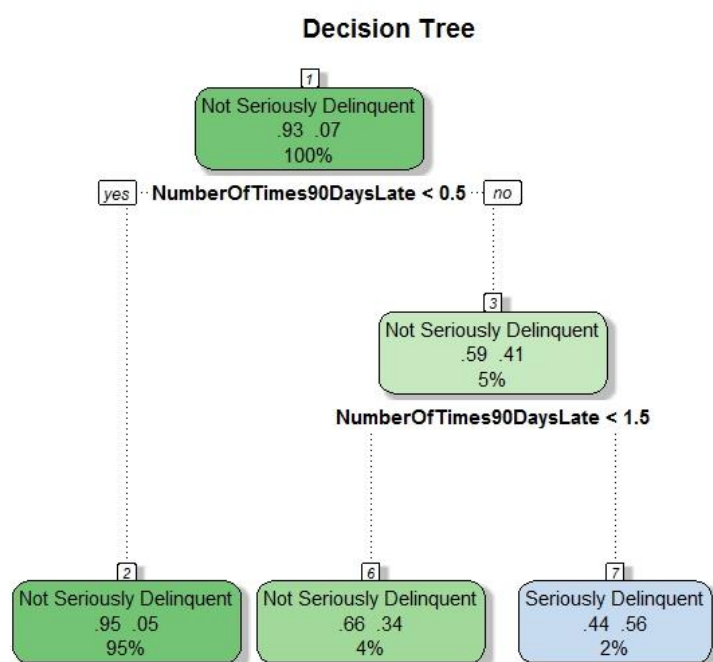 Decision Tree
1
Not Seriously Delinquent
.93 .07
100%
yes NumberOfTimes90DaysLate < 0.5 no
3
Not Seriously Delinquent
.59 .41
5%
NumberOfTimes90DaysLate < 1.5
2
Not Seriously Delinquent
.95 .05
95%
6
Not Seriously Delinquent
.66 .34
4%
7
Seriously Delinquent
.44 .56
2%